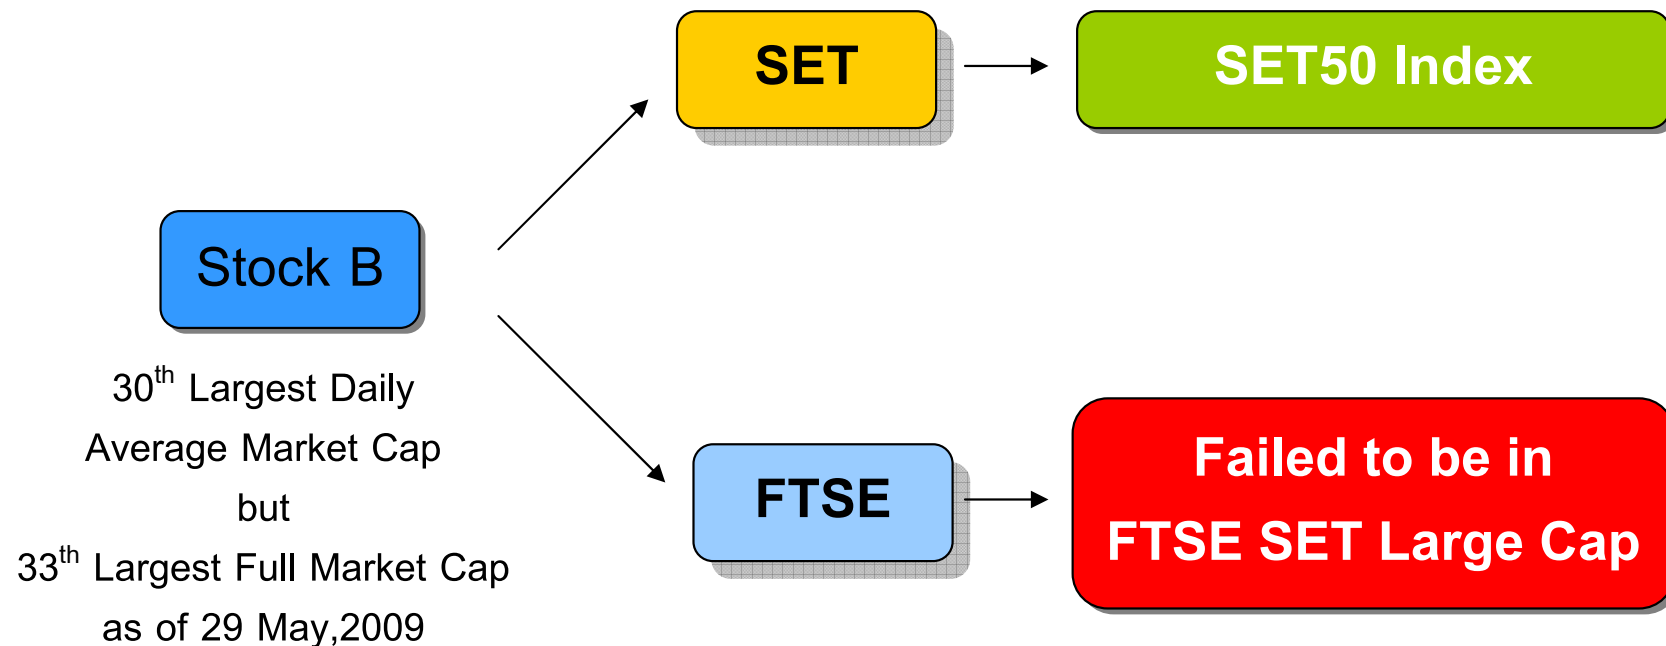 SET
SET50 Index
Stock B
30th Largest Daily
Average Market Cap
but
33th Largest Full Market Cap
as of 29 May,2009
FTSE
Failed to be in
FTSE SET Large Cap